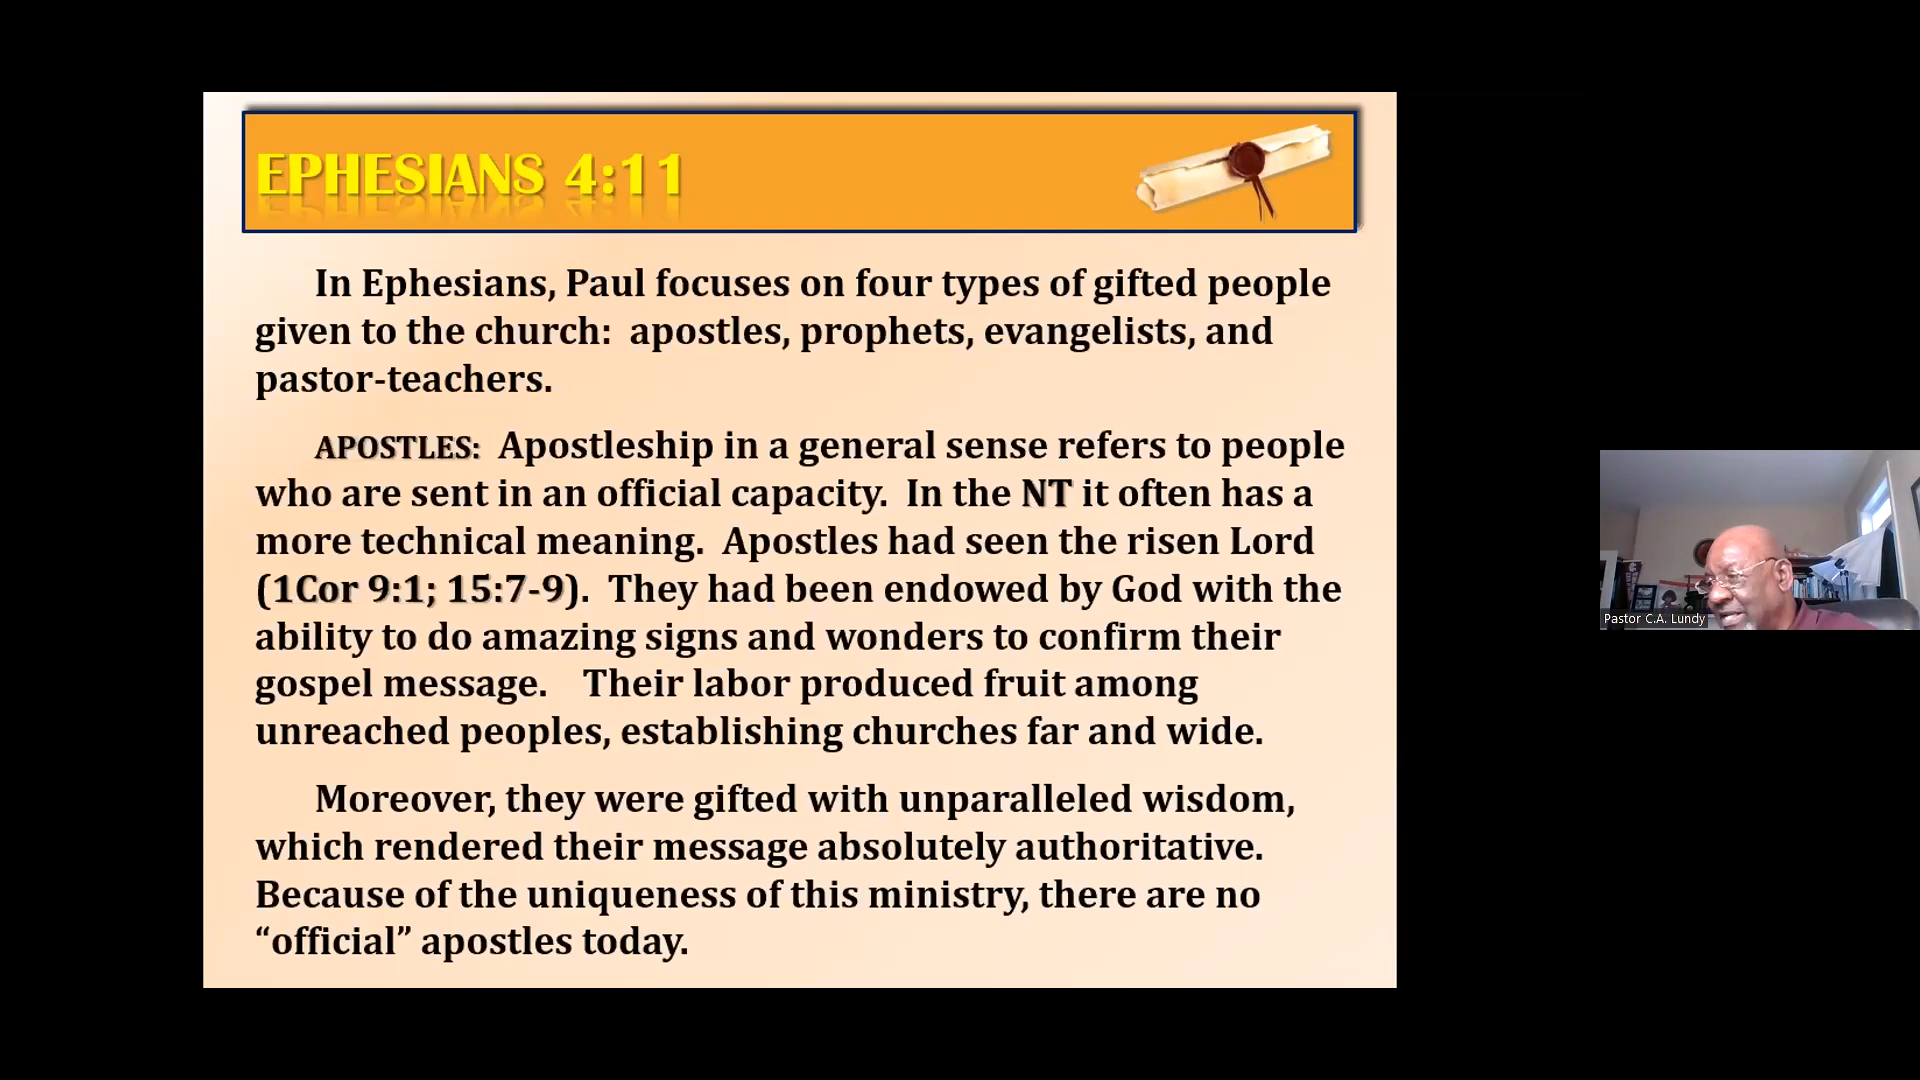 EPHESIANS 4:11
In Ephesians, Paul focuses on four types of gifted people
given to the church:  apostles, prophets, evangelists, and
pastor-teachers.
APOSTLES:  Apostleship in a general sense refers to people
who are sent in an official capacity.  In the NT it often has a
more technical meaning.  Apostles had seen the risen Lord
(1Cor 9:1; 15:7-9).  They had been endowed by God with the
ability to do amazing signs and wonders to confirm their
gospel message.    Their labor produced fruit among
unreached peoples, establishing churches far and wide.
Moreover, they were gifted with unparalleled wisdom,
which rendered their message absolutely authoritative.
Because of the uniqueness of this ministry, there are no
“official” apostles today.
Pastor C.A. Lundy